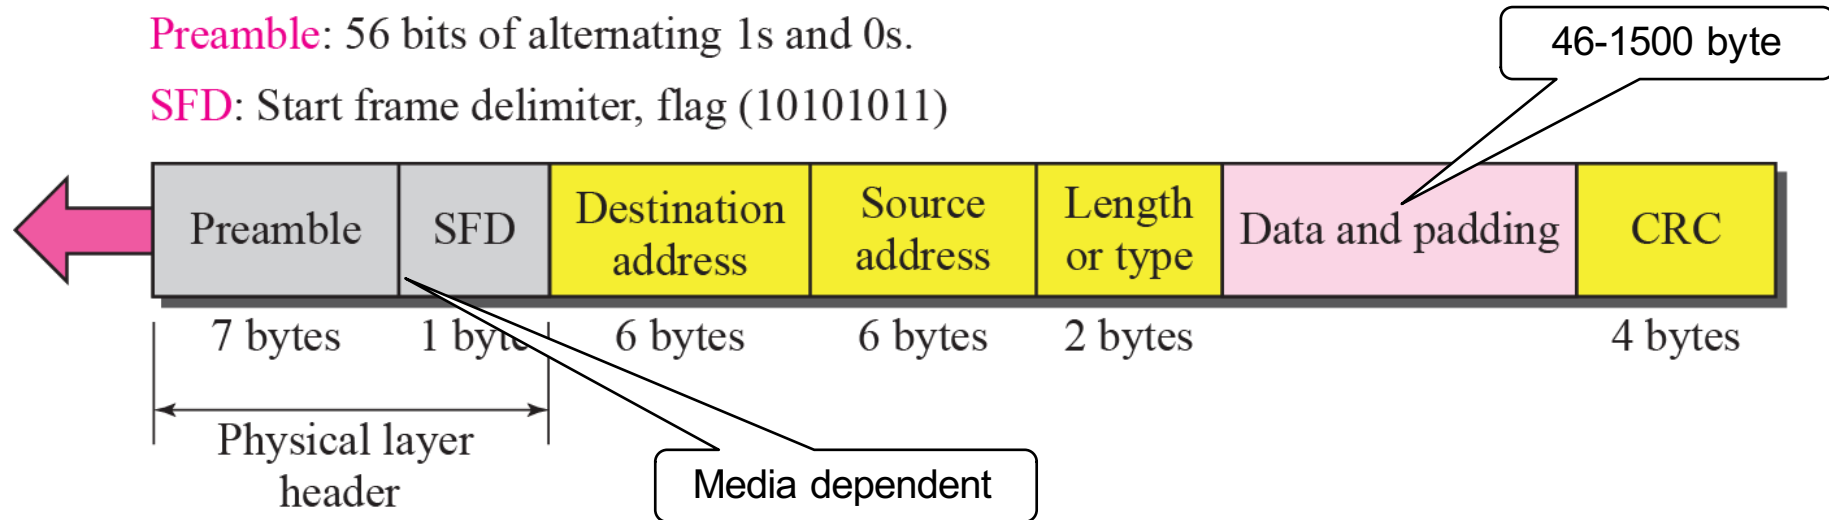 Preamble: 56 bits of alternating 1s and 0s.
46-1500 byte
SFD: Start frame delimiter, flag (10101011)
Preamble
SFD
Destination
address
Source
address
Length
or type
Data and padding
CRC
7 bytes
1 byte
6 bytes
6 bytes
2 bytes
4 bytes
Physical layer
header
Media dependent